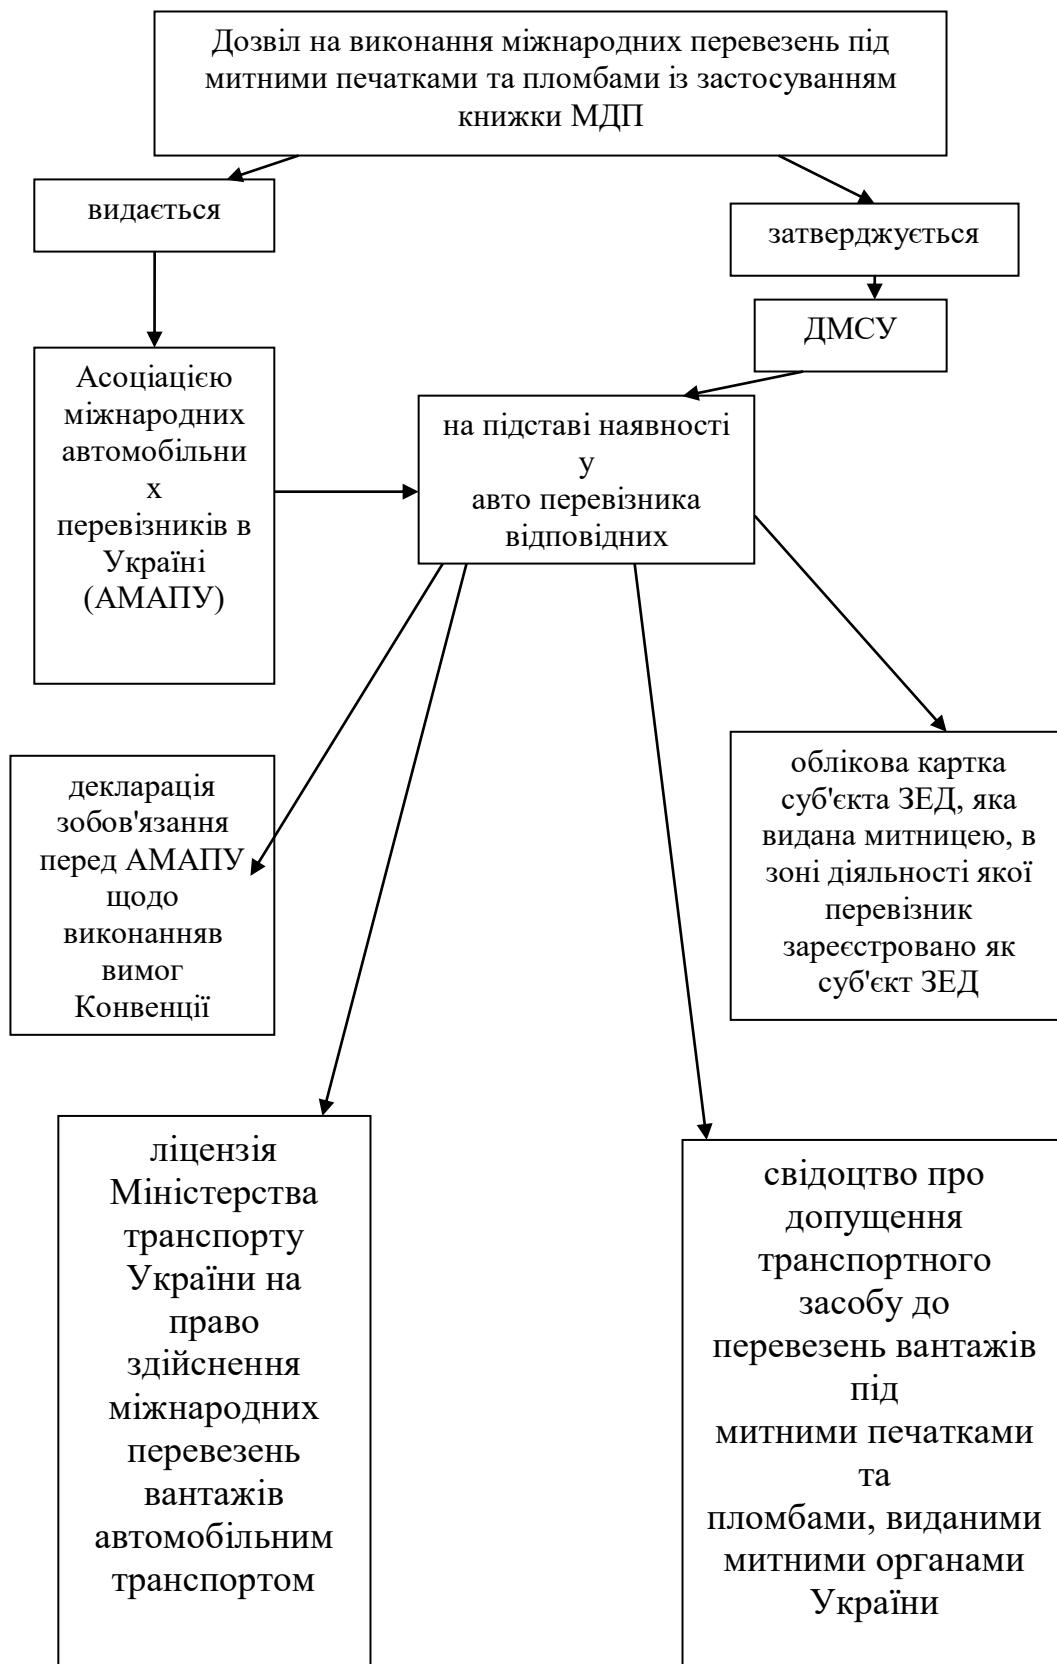 Дозвіл на виконання міжнародних перевезень під
митними печатками та пломбами із застосуванням
книжки МДП
видається
затверджується
ДМСУ
Асоціацією
міжнародних
автомобільни
х
перевізників в
Україні
(АМАПУ)
на підставі наявності
у
авто перевізника
відповідних
декларація
зобов'язання
перед АМАПУ
щодо
виконанняв
вимог
Конвенції
облікова картка
суб'єкта ЗЕД, яка
видана митницею, в
зоні діяльності якої
перевізник
зареєстровано як
суб'єкт ЗЕД
ліцензія
Міністерства
транспорту
України на
право
здійснення
міжнародних
перевезень
вантажів
автомобільним
транспортом
свідоцтво про
допущення
транспортного
засобу до
перевезень вантажів
під
митними печатками
та
пломбами, виданими
митними органами
України